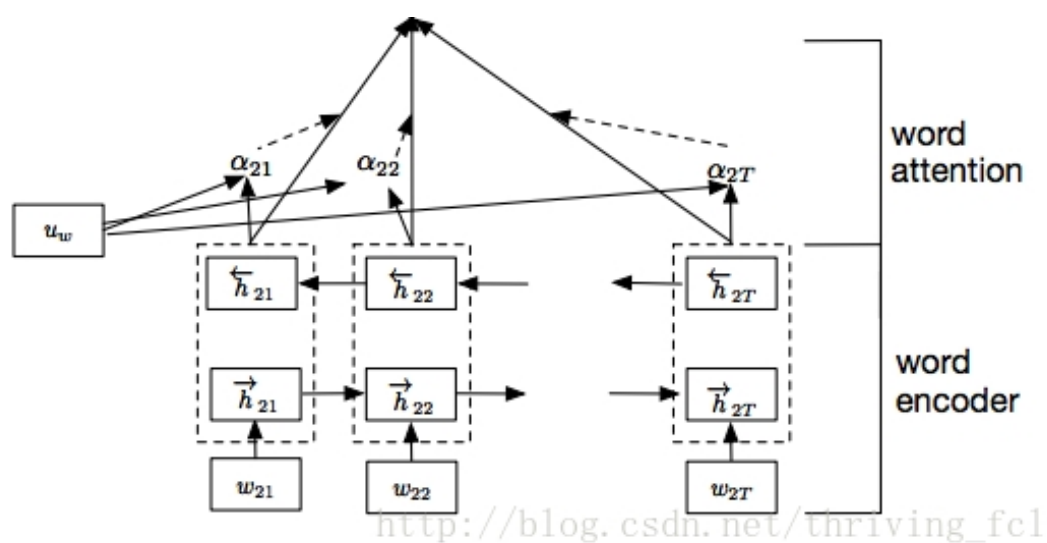 α21 α22 α2T
word attention
u_w
←h 21 ←h 22 ←h 2T
→h 21 →h 22 →h 2T
word encoder
w21 w22 w2T
http://blog.csdn.net/thriving_fcl